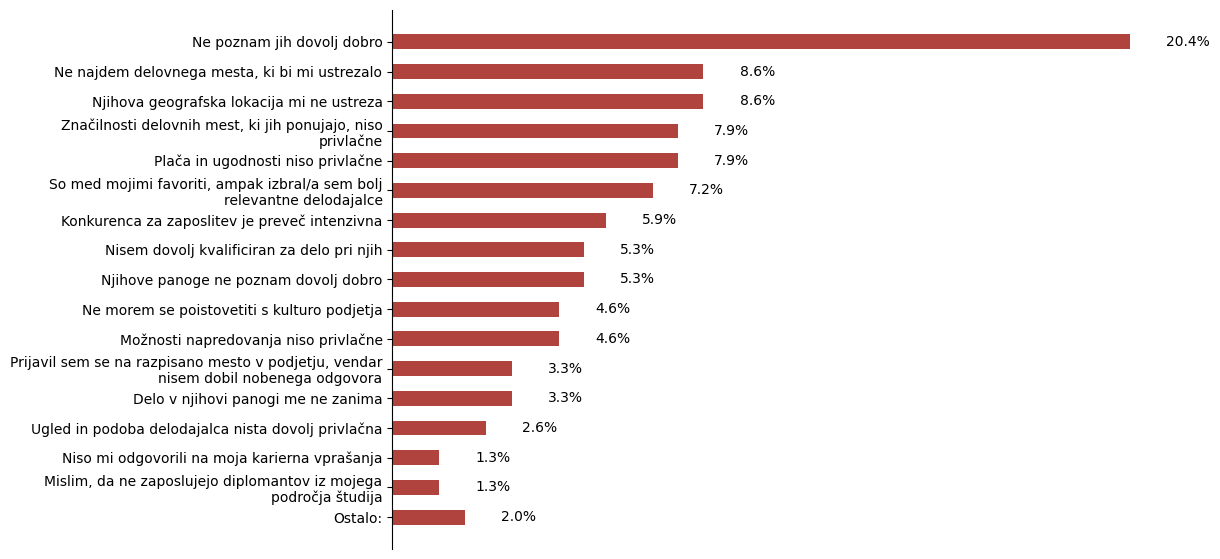 Ne poznam jih dovolj dobro
20.4%
Ne najdem delovnega mesta, ki bi mi ustrezalo
8.6%
Njihova geografska lokacija mi ne ustreza
8.6%
Značilnosti delovnih mest, ki jih ponujajo, niso
privlačne
7.9%
Plača in ugodnosti niso privlačne
7.9%
So med mojimi favoriti, ampak izbral/a sem bolj
relevantne delodajalce
7.2%
Konkurenca za zaposlitev je preveč intenzivna
5.9%
Nisem dovolj kvalificiran za delo pri njih
5.3%
Njihove panoge ne poznam dovolj dobro
5.3%
Ne morem se poistovetiti s kulturo podjetja
4.6%
Možnosti napredovanja niso privlačne
4.6%
Prijavil sem se na razpisano mesto v podjetju, vendar
nisem dobil nobenega odgovora
3.3%
Delo v njihovi panogi me ne zanima
3.3%
Ugled in podoba delodajalca nista dovolj privlačna
2.6%
Niso mi odgovorili na moja karierna vprašanja
1.3%
Mislim, da ne zaposlujejo diplomantov iz mojega
področja študija
1.3%
Ostalo:
2.0%